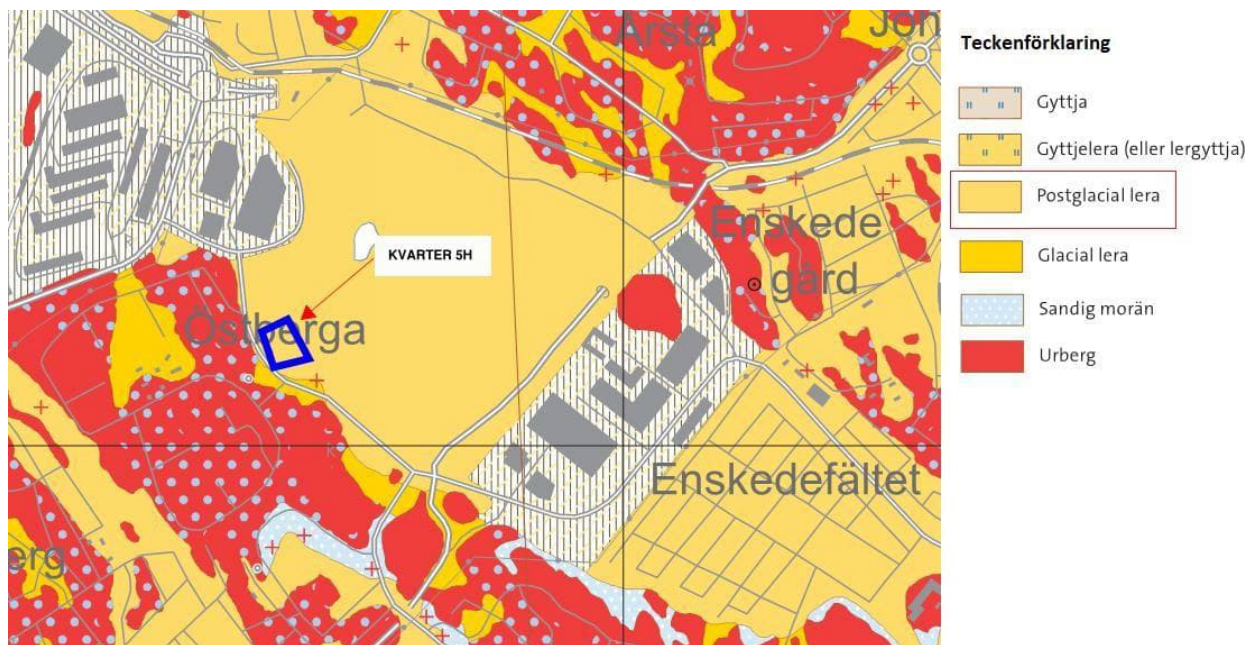 Årsta
Jon
KVARTER 5H
Enskede
gård
Östberga
Enskedefältet
erg
Teckenförklaring
Gyttja
Gyttjelera (eller lergyttja)
Postglacial lera
Glacial lera
Sandig morän
Urberg